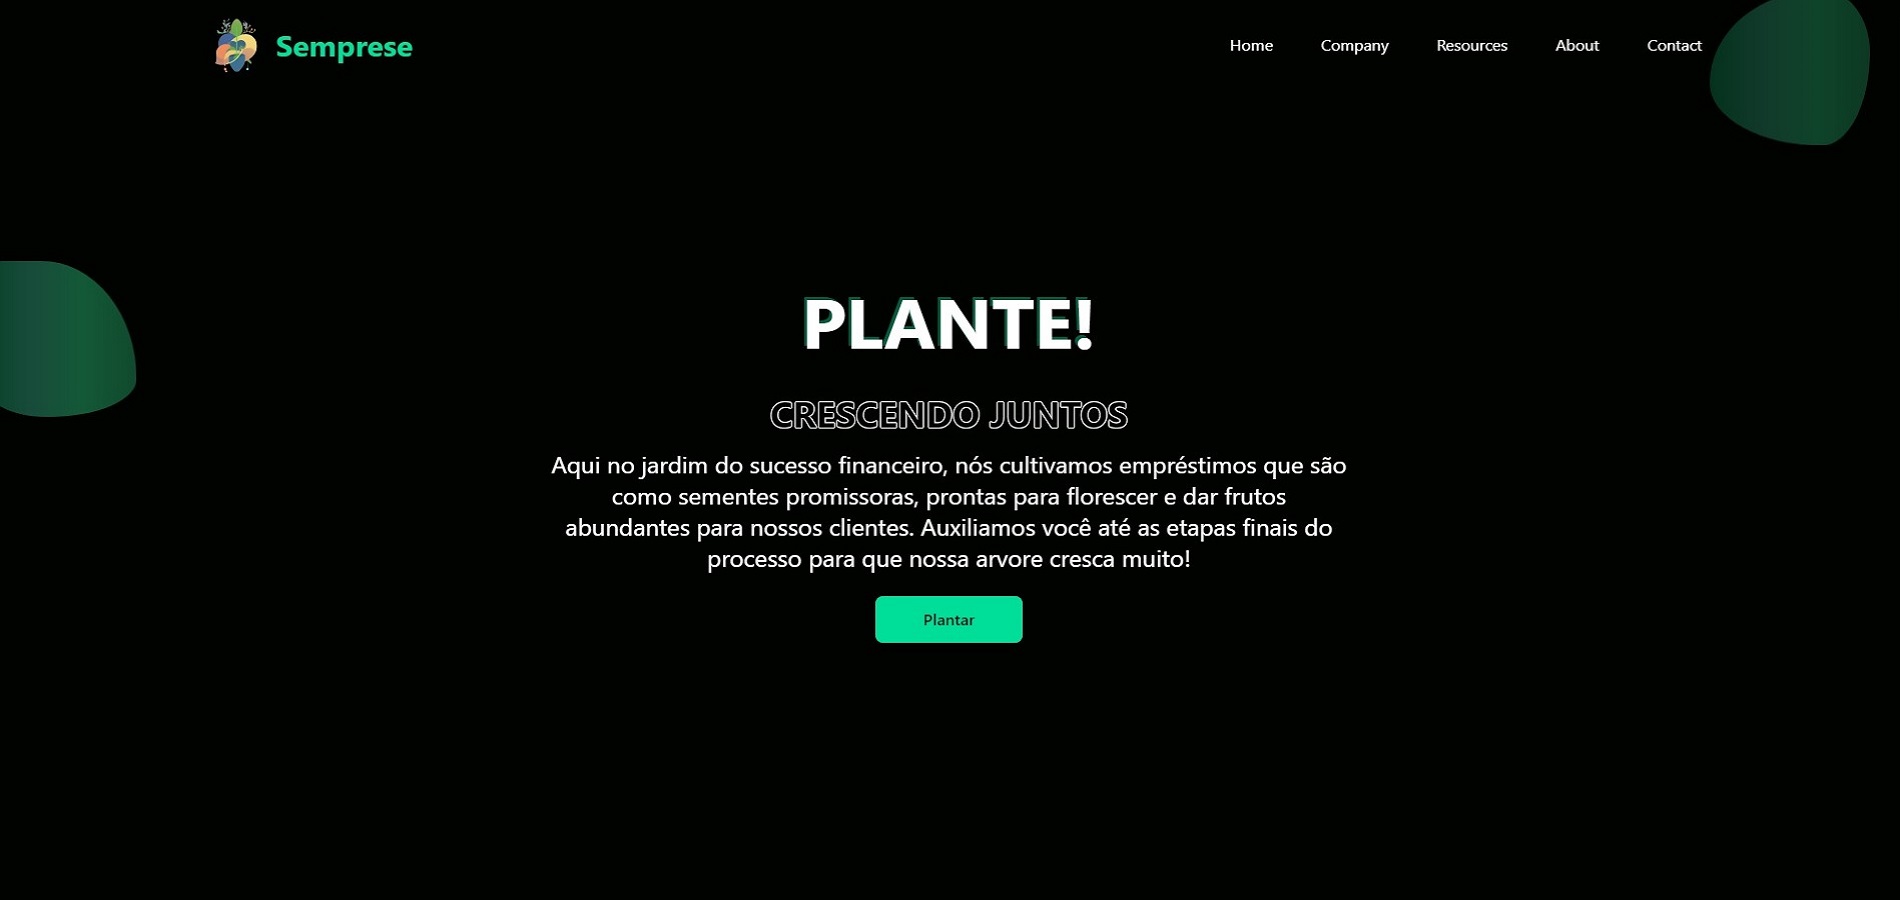 Semprese
Home Company Resources About Contact
PLANTE!
CRESCENDO JUNTOS
Aqui no jardim do sucesso financeiro, nós cultivamos empréstimos que são
como sementes promissoras, prontas para florescer e dar frutos
abundantes para nossos clientes. Auxiliamos você até as etapas finais do
processo para que nossa arvore cresca muito!
Plantar